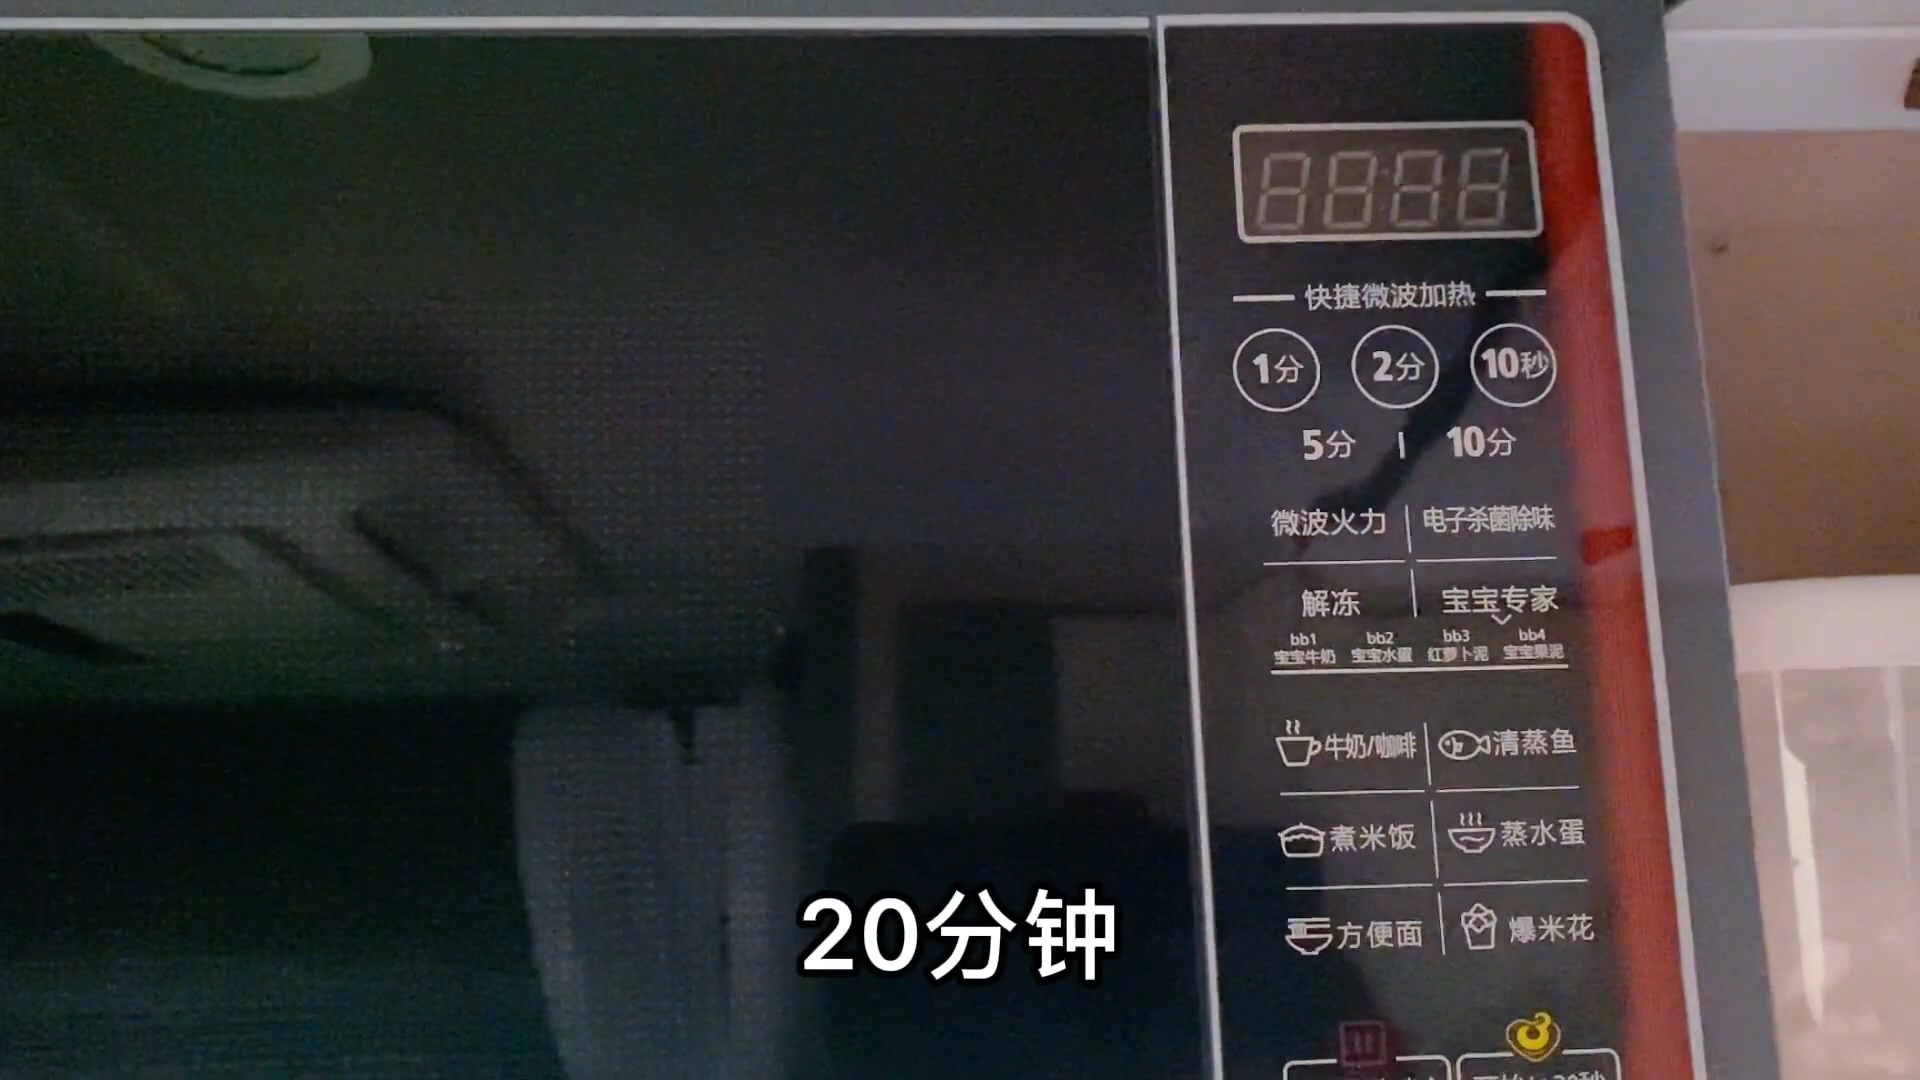 快捷微波加热
1分 2分 10秒
5分 | 10分
微波火力 电子杀菌除味
解冻 宝宝专家
bb1 bb2 bb3 bb4
宝宝牛奶 宝宝水蛋 红萝卜泥 宝宝果泥
牛奶/咖啡 清蒸鱼
煮米饭 蒸水蛋
方便面 爆米花
20分钟